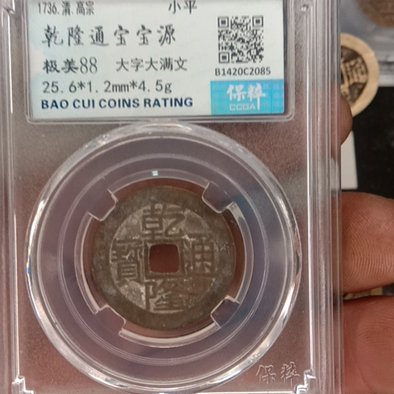 1736.清.高宗 小平
乾隆通宝宝源
极美88 大字大满文
B1420C2085
25.6*1.2mm*4.5g
保粹
CCGA
BAO CUI COINS RATING
乾隆通寶
保粹